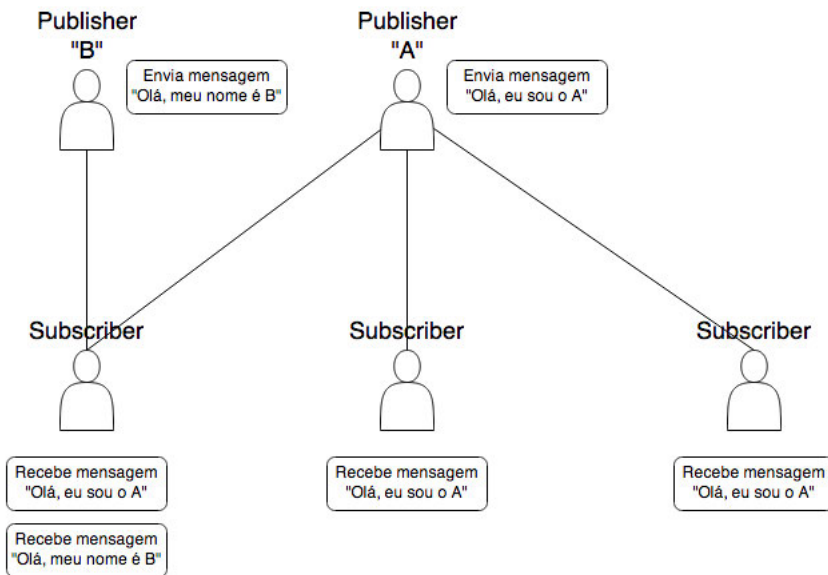 Publisher
"B"
Envia mensagem
"Olá, meu nome é B"
Publisher
"A"
Envia mensagem
"Olá, eu sou o A"
Subscriber
Subscriber
Subscriber
Recebe mensagem
"Olá, eu sou o A"
Recebe mensagem
"Olá, meu nome é B"
Recebe mensagem
"Olá, eu sou o A"
Recebe mensagem
"Olá, eu sou o A"